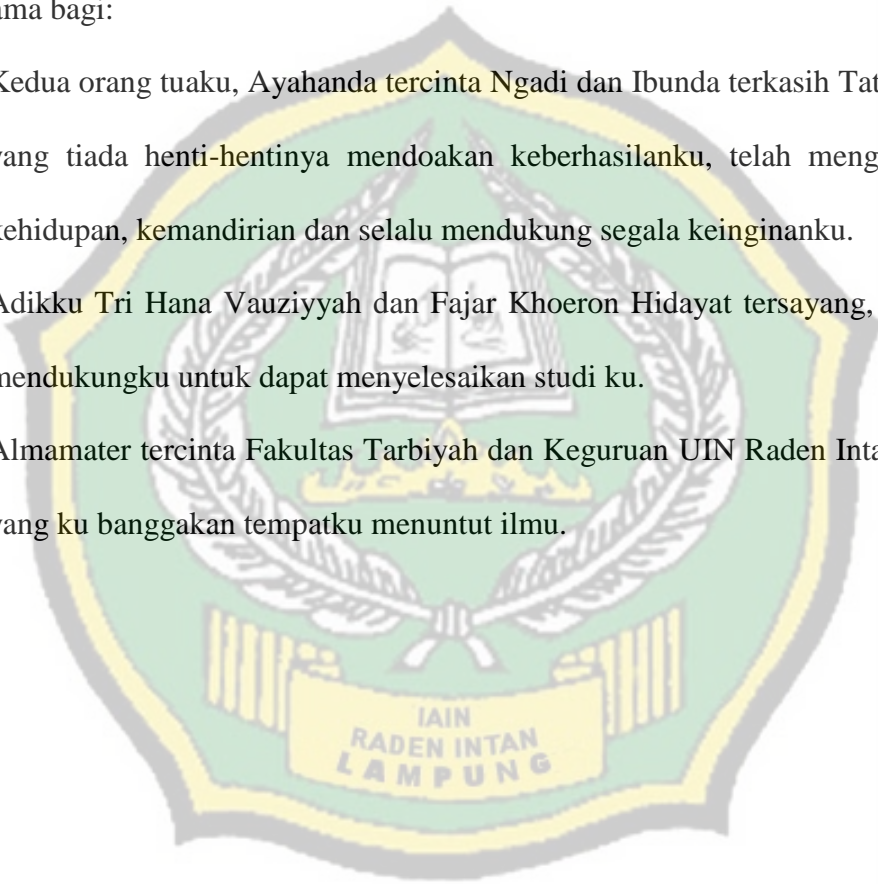 ama bagi:
Kedua orang tuaku, Ayahanda tercinta Ngadi dan Ibunda terkasih Tat
yang tiada henti-hentinya mendoakan keberhasilanku, telah meng
kehidupan, kemandirian dan selalu mendukung segala keinginanku.
Adikku Tri Hana Vauziyyah dan Fajar Khoeron Hidayat tersayang,
mendukungku untuk dapat menyelesaikan studi ku.
Almamater tercinta Fakultas Tarbiyah dan Keguruan UIN Raden Inta
yang ku banggakan tempatku menuntut ilmu.
IAIN
RADEN INTAN
LAMPUNG